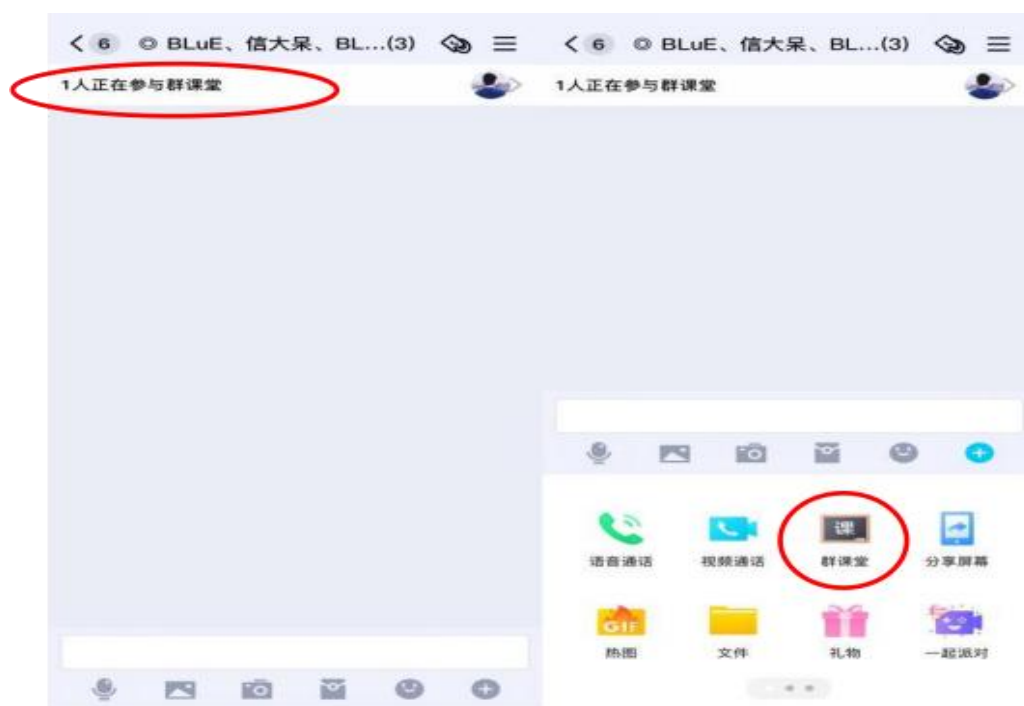 6 BLuE、信大呆、BL...(3)
1人正在参与群课堂
6 BLuE、信大呆、BL...(3)
1人正在参与群课堂
课
语音通话 视频通话 群课堂 分享屏幕
GIF
热图 文件 礼物 一起派对